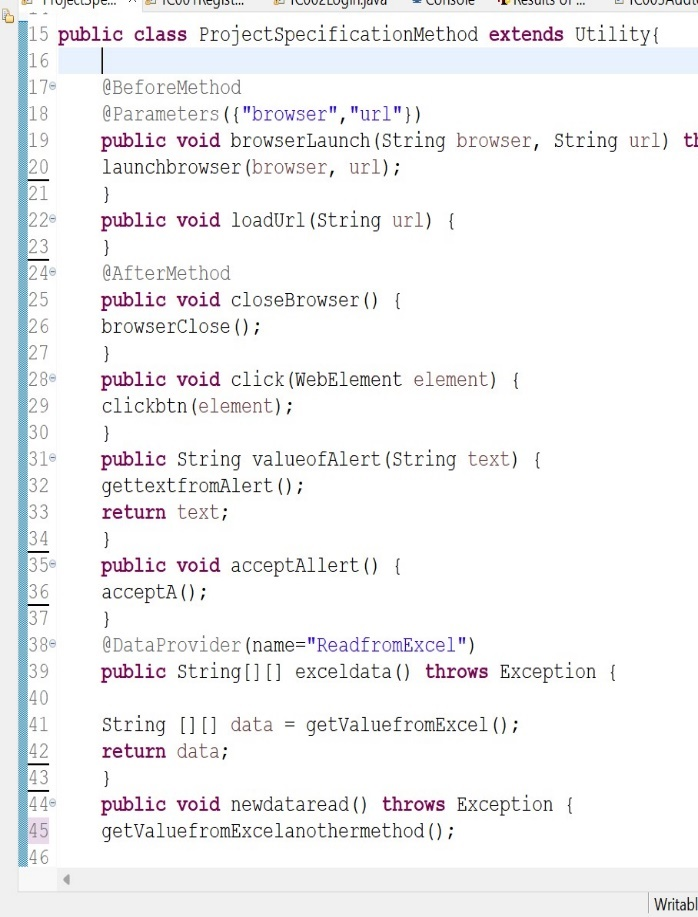 TC002Login.java
Console
Results of ...
15 public class ProjectSpecificationMethod extends Utility{
16
17 @BeforeMethod
18 @Parameters({"browser","url"})
19 public void browserLaunch(String browser, String url) th
20 launchbrowser(browser, url);
21 }
22 public void loadUrl(String url) {
23 }
24 @AfterMethod
25 public void closeBrowser() {
26 browserClose();
27 }
28 public void click(WebElement element) {
29 clickbtn(element);
30 }
31 public String valueofAlert(String text) {
32 gettextfromAlert();
33 return text;
34 }
35 public void acceptAllert() {
36 acceptA();
37 }
38 @DataProvider(name="ReadfromExcel")
39 public String[][] exceldata() throws Exception {
40
41 String [][] data = getValuefromExcel();
42 return data;
43 }
44 public void newdataread() throws Exception {
45 getValuefromExcelanothermethod();
46
Writabl